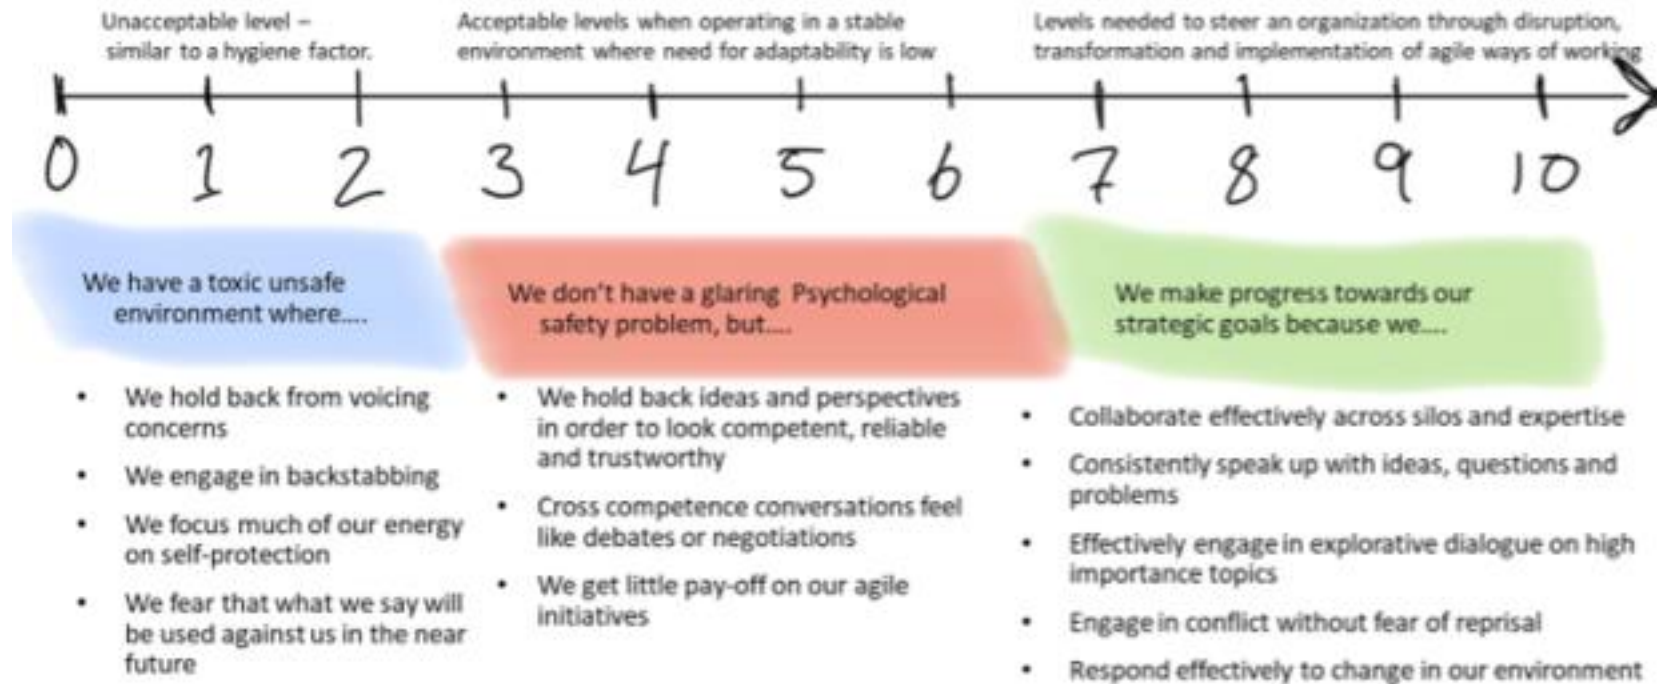 Unacceptable level –
similar to a hygiene factor.
Acceptable levels when operating in a stable
environment where need for adaptability is low
Levels needed to steer an organization through disruption,
transformation and implementation of agile ways of working
0 1 2 3 4 5 6 7 8 9 10
We have a toxic unsafe
environment where....
We don't have a glaring Psychological
safety problem, but....
We make progress towards our
strategic goals because we....
• We hold back from voicing
concerns
• We engage in backstabbing
• We focus much of our energy
on self-protection
• We fear that what we say will
be used against us in the near
future
• We hold back ideas and perspectives
in order to look competent, reliable
and trustworthy
• Cross competence conversations feel
like debates or negotiations
• We get little pay-off on our agile
initiatives
• Collaborate effectively across silos and expertise
• Consistently speak up with ideas, questions and
problems
• Effectively engage in explorative dialogue on high
importance topics
• Engage in conflict without fear of reprisal
• Respond effectively to change in our environment